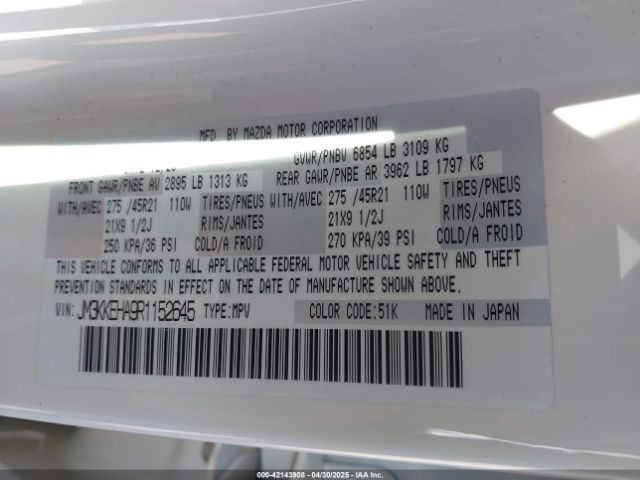 MFD. BY MAZDA MOTOR CORPORATION
GVWR/PNBV 6854 LB 3109 KG
FRONT GAWR/PNBE AV 2895 LB 1313 KG REAR GAWR/PNBE AR 3962 LB 1797 KG
WITH/AVEC 275 /45R21 110W TIRES/PNEUS WITH/AVEC 275 /45R21 110W TIRES/PNEUS
21X9 1/2J RIMS/JANTES 21X9 1/2J RIMS/JANTES
250 KPA/36 PSI COLD/A FROID 270 KPA/39 PSI COLD/A FROID
THIS VEHICLE CONFORMS TO ALL APPLICABLE FEDERAL MOTOR VEHICLE SAFETY AND THEFT
PREVENTION STANDARDS IN EFFECT ON THE DATE OF MANUFACTURE SHOWN ABOVE.
VIN: JM3KKEHA9R1152645 TYPE:MPV COLOR CODE:51K MADE IN JAPAN
000-42143908 - 04/30/2025 - IAA Inc.